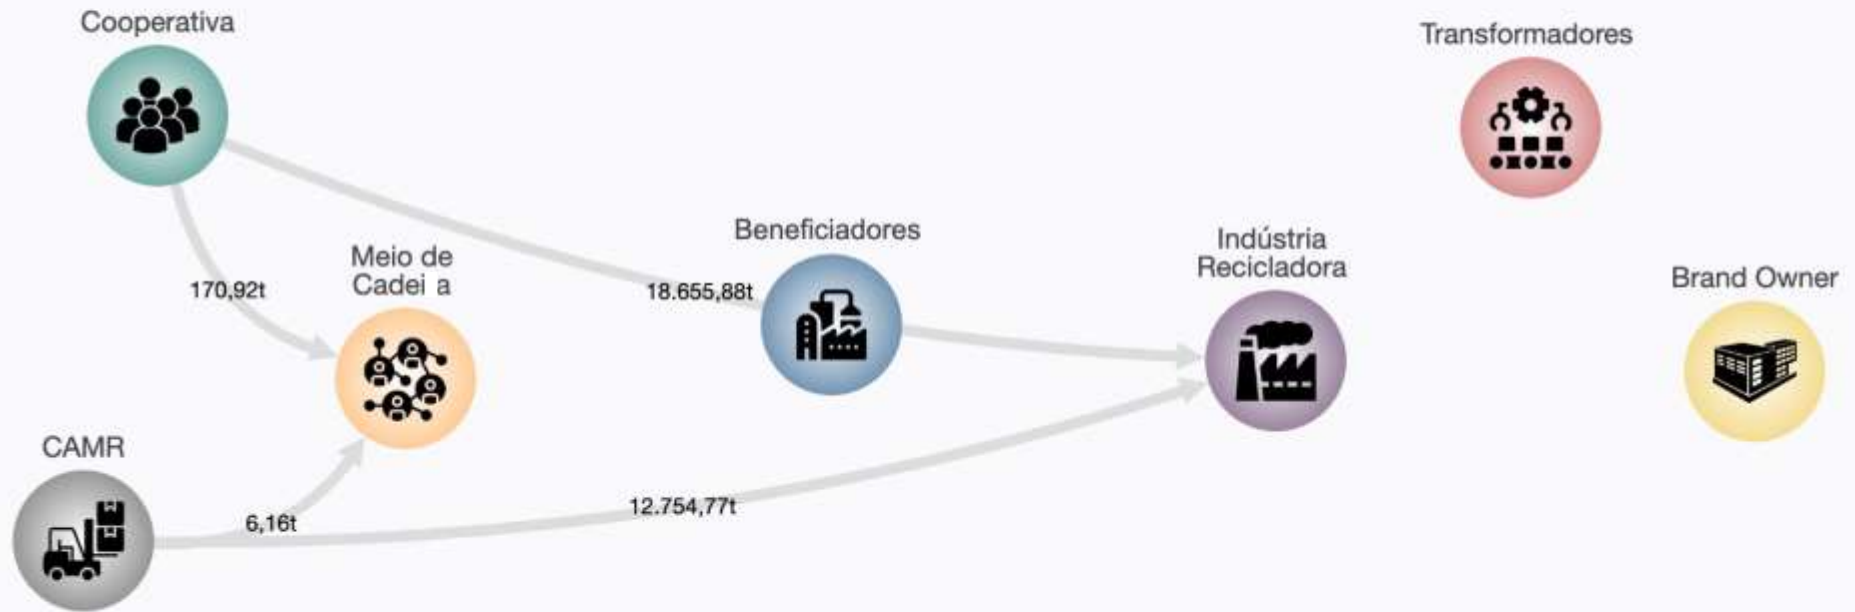 Cooperativa
Transformadores
Beneficiadores
Indústria
Recicladora
Meio de
Cadei a
Brand Owner
170,92t
18.655,88t
CAMR
12.754,77t
6,16t